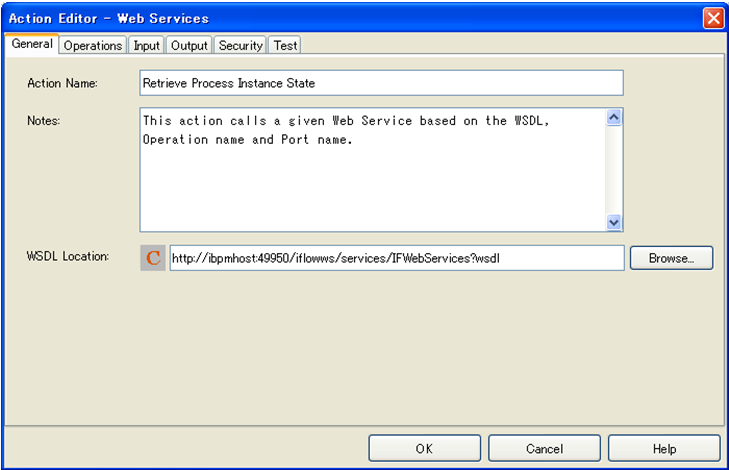 Action Editor - Web Services
General Operations Input Output Security Test
Action Name: Retrieve Process Instance State
Notes: This action calls a given Web Service based on the WSDL,
Operation name and Port name.
WSDL Location: C http://ibpmhost:49950/iflowws/services/IFWebServices?wsdl Browse...
OK Cancel Help